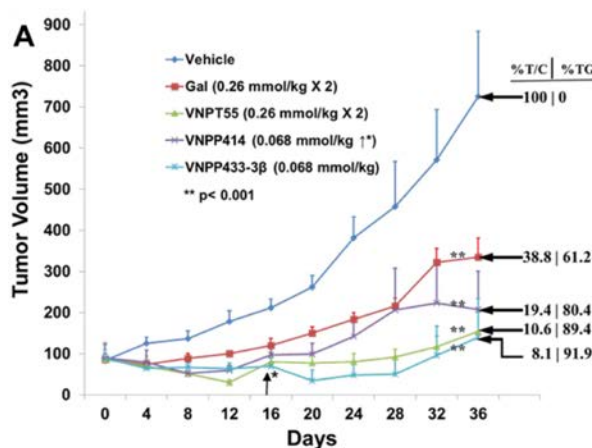 A
%T/C | %TG
Vehicle
Gal (0.26 mmol/kg X 2)
VNPT55 (0.26 mmol/kg X 2)
VNPP414 (0.068 mmol/kg ↑*)
VNPP433-3β (0.068 mmol/kg)
** p< 0.001
Tumor Volume (mm3)
900
800
700
600
500
400
300
200
100
0
100 | 0
38.8 | 61.2
19.4 | 80.4
10.6 | 89.4
8.1 | 91.9
**
**
**
**
*
0 4 8 12 16 20 24 28 32 36
Days